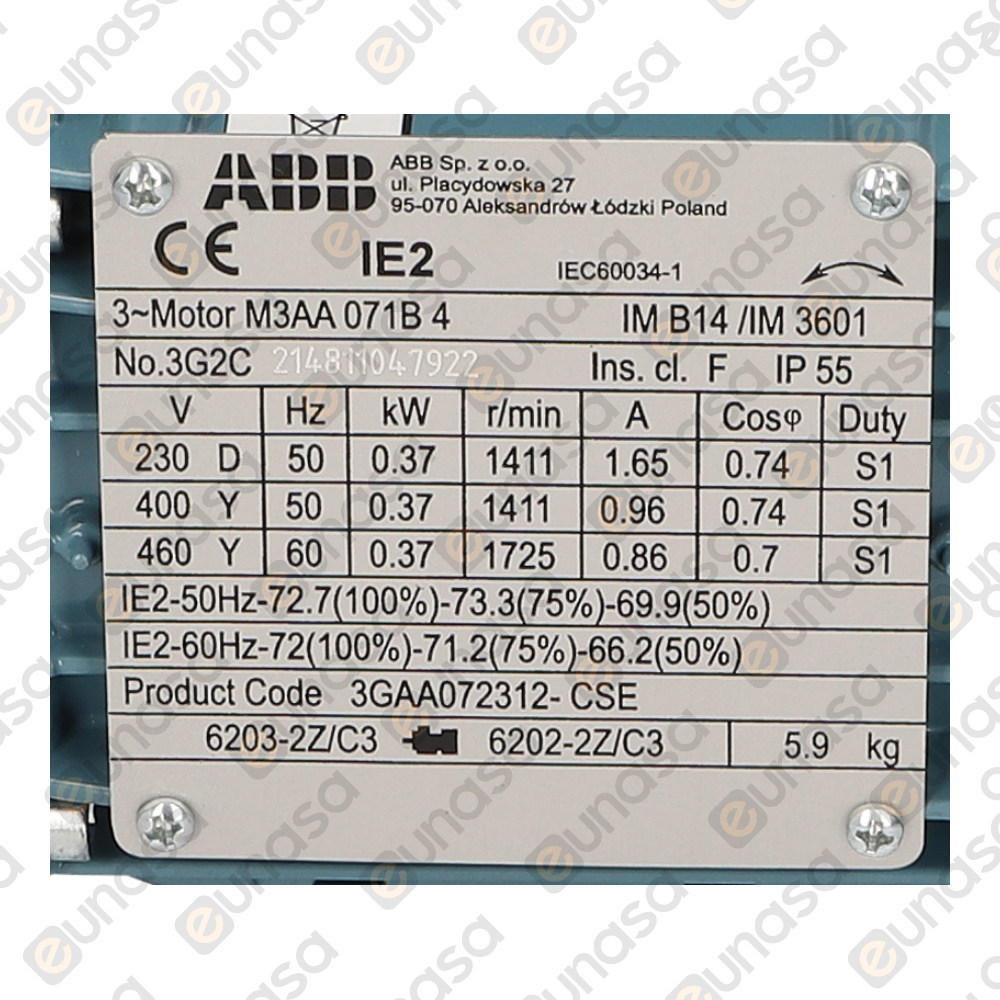 ABB
ABB Sp. z o.o.
ul. Placydowska 27
95-070 Aleksandrów Łódzki Poland
CE IE2 IEC60034-1
3~Motor M3AA 071B 4 IM B14 /IM 3601
No.3G2C 214811047922 Ins. cl. F IP 55
V Hz kW r/min A Cosφ Duty
230 D 50 0.37 1411 1.65 0.74 S1
400 Y 50 0.37 1411 0.96 0.74 S1
460 Y 60 0.37 1725 0.86 0.7 S1
IE2-50Hz-72.7(100%)-73.3(75%)-69.9(50%)
IE2-60Hz-72(100%)-71.2(75%)-66.2(50%)
Product Code 3GAA072312- CSE
6203-2Z/C3 6202-2Z/C3 5.9 kg
eunasa